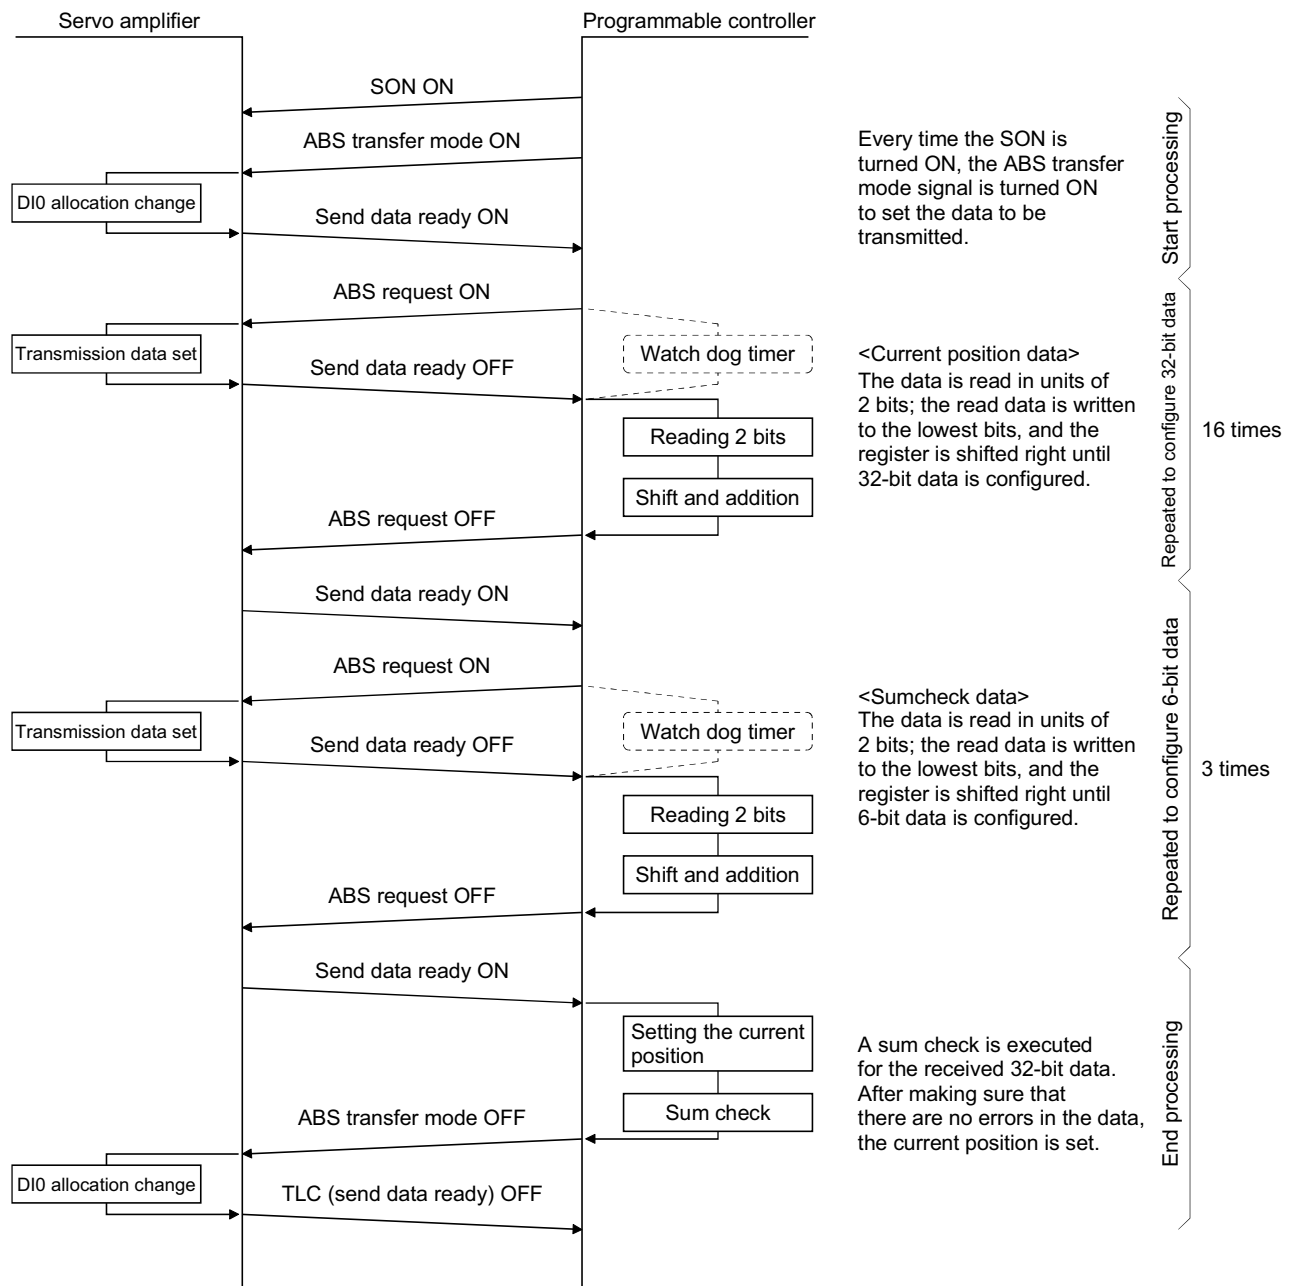 Servo amplifier
Programmable controller
SON ON
ABS transfer mode ON
DI0 allocation change
Send data ready ON
Every time the SON is
turned ON, the ABS transfer
mode signal is turned ON
to set the data to be
transmitted.
Start processing
ABS request ON
Transmission data set
Watch dog timer
Send data ready OFF
Reading 2 bits
Shift and addition
ABS request OFF
<Current position data>
The data is read in units of
2 bits; the read data is written
to the lowest bits, and the
register is shifted right until
32-bit data is configured.
Repeated to configure 32-bit data
16 times
Send data ready ON
ABS request ON
Transmission data set
Watch dog timer
Send data ready OFF
Reading 2 bits
Shift and addition
ABS request OFF
<Sumcheck data>
The data is read in units of
2 bits; the read data is written
to the lowest bits, and the
register is shifted right until
6-bit data is configured.
Repeated to configure 6-bit data
3 times
Send data ready ON
Setting the current
position
Sum check
ABS transfer mode OFF
DI0 allocation change
TLC (send data ready) OFF
A sum check is executed
for the received 32-bit data.
After making sure that
there are no errors in the data,
the current position is set.
End processing